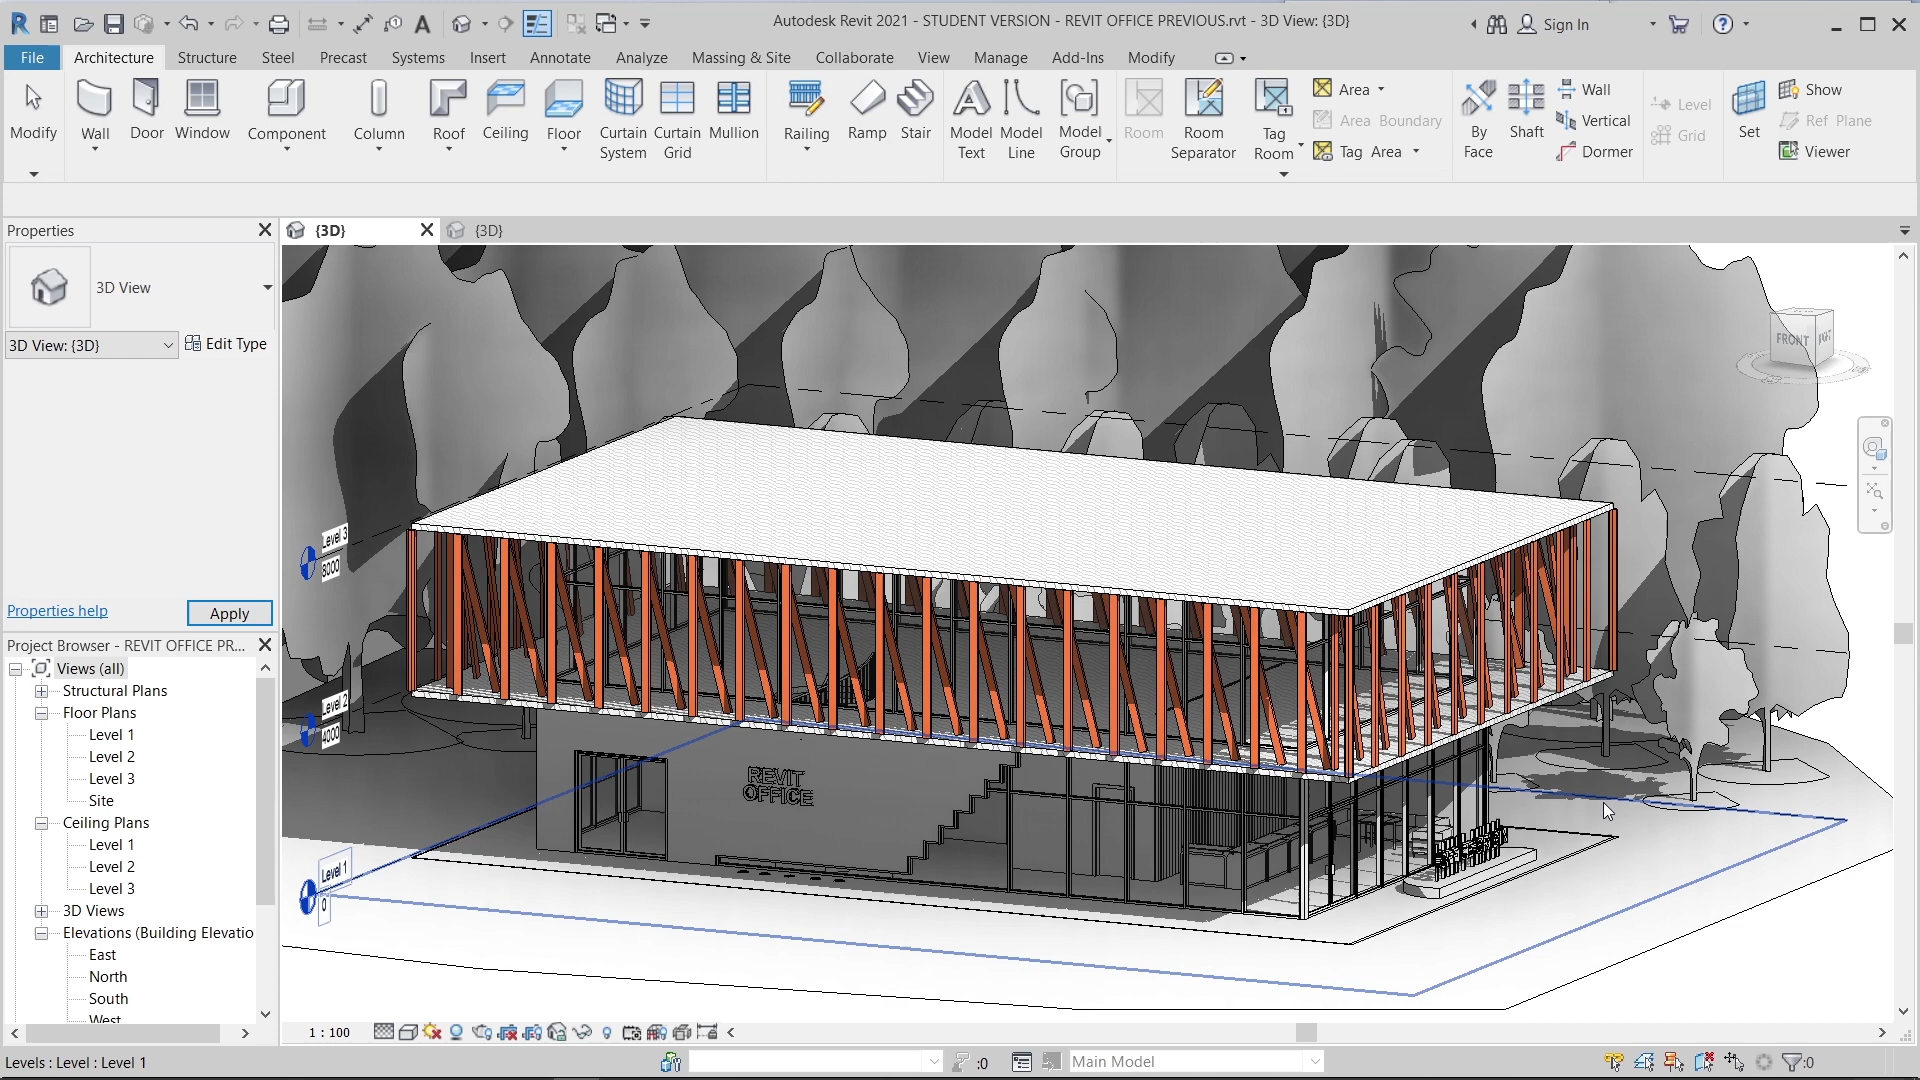 Autodesk Revit 2021 - STUDENT VERSION - REVIT OFFICE PREVIOUS.rvt - 3D View: {3D}
Sign In
File Architecture Structure Steel Precast Systems Insert Annotate Analyze Massing & Site Collaborate View Manage Add-Ins Modify
Modify
Wall
Door
Window
Component
Column
Roof
Ceiling
Floor
Curtain System
Curtain Grid
Mullion
Railing
Ramp
Stair
Model Text
Model Line
Model Group
Room
Room Separator
Tag Room
Area
Area Boundary
Tag Area
By Face
Shaft
Wall
Vertical
Dormer
Level
Grid
Set
Show
Ref Plane
Viewer
Properties
{3D}
{3D}
3D View
3D View: {3D}
Edit Type
Properties help
Apply
Project Browser - REVIT OFFICE PR...
Views (all)
Structural Plans
Floor Plans
Level 1
Level 2
Level 3
Site
Ceiling Plans
Level 1
Level 2
Level 3
3D Views
Elevations (Building Elevatio
East
North
South
West
FRONT
Level 3
8000
Level 2
4000
Level 1
0
REVIT
OFFICE
1 : 100
Levels : Level : Level 1
:0
Main Model
:0